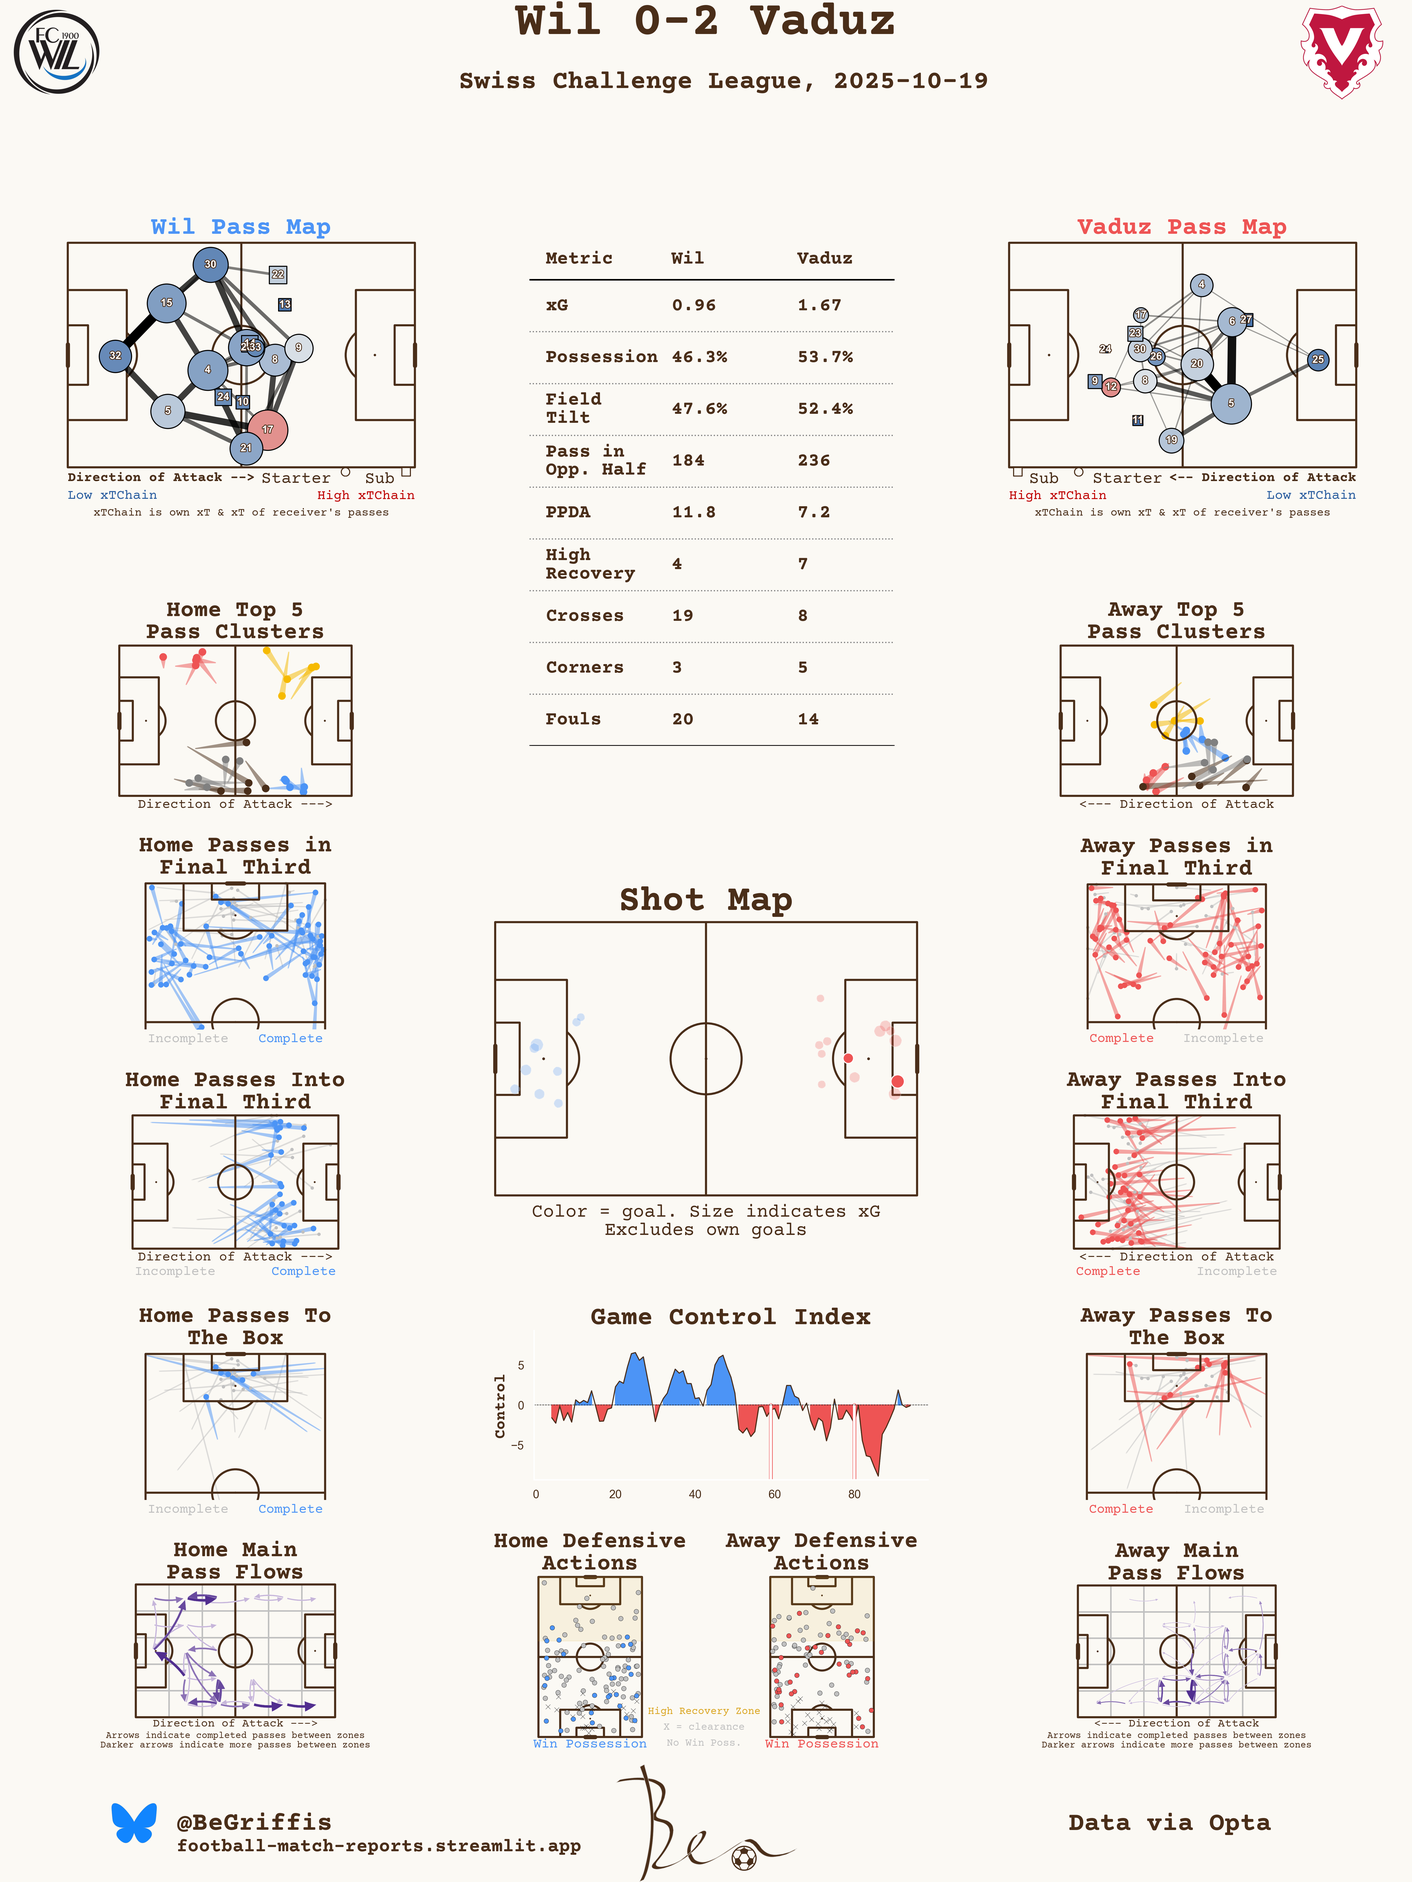 Wil 0-2 Vaduz
Swiss Challenge League, 2025-10-19
FC 1900
WIL
V
Wil Pass Map
30
22
15
13
32
9
8
4
24
10
5
17
21
Direction of Attack --> Starter Sub
Low xTChain High xTChain
xTChain is own xT & xT of receiver's passes
Metric Wil Vaduz
xG 0.96 1.67
Possession 46.3% 53.7%
Field
Tilt 47.6% 52.4%
Pass in
Opp. Half 184 236
PPDA 11.8 7.2
High
Recovery 4 7
Crosses 19 8
Corners 3 5
Fouls 20 14
Vaduz Pass Map
4
17
6 27
23
24 30 26
20 25
9 12 8
5
11
19
Sub Starter <-- Direction of Attack
High xTChain Low xTChain
xTChain is own xT & xT of receiver's passes
Home Top 5
Pass Clusters
Direction of Attack --->
Away Top 5
Pass Clusters
<--- Direction of Attack
Home Passes in
Final Third
Incomplete Complete
Away Passes in
Final Third
Complete Incomplete
Shot Map
Color = goal. Size indicates xG
Excludes own goals
Home Passes Into
Final Third
Direction of Attack --->
Incomplete Complete
Away Passes Into
Final Third
<--- Direction of Attack
Complete Incomplete
Home Passes To
The Box
Incomplete Complete
Game Control Index
Control
5
0
−5
0 20 40 60 80
Away Passes To
The Box
Complete Incomplete
Home Main
Pass Flows
Direction of Attack --->
Arrows indicate completed passes between zones
Darker arrows indicate more passes between zones
Home Defensive
Actions
Win Possession
High Recovery Zone
X = clearance
No Win Poss.
Away Defensive
Actions
Win Possession
Away Main
Pass Flows
<--- Direction of Attack
Arrows indicate completed passes between zones
Darker arrows indicate more passes between zones
@BeGriffis
football-match-reports.streamlit.app
Ben
Data via Opta